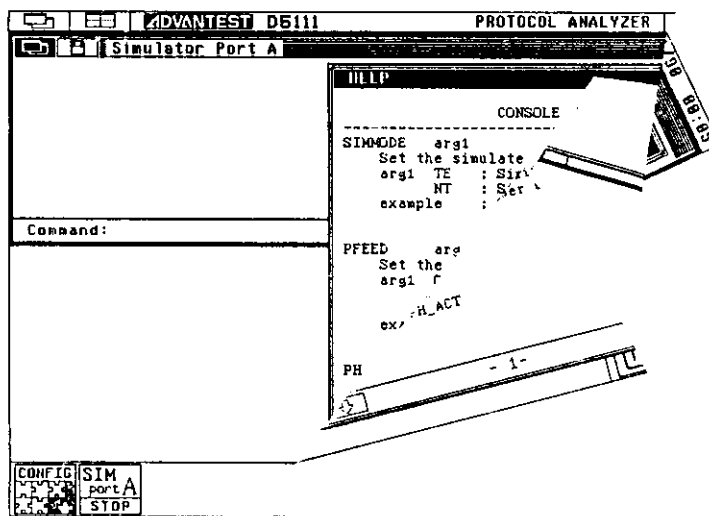 ADVANTEST D5111 PROTOCOL ANALYZER
Simulator Port A
HELP
CONSOLE
SIMMODE arg1
Set the simulate
arg1 TE :
NT :
example :
Command:
PFEED
Set the
arg1
H_ACT
PH
- 1-
CONFIG
SIM
port A
STOP